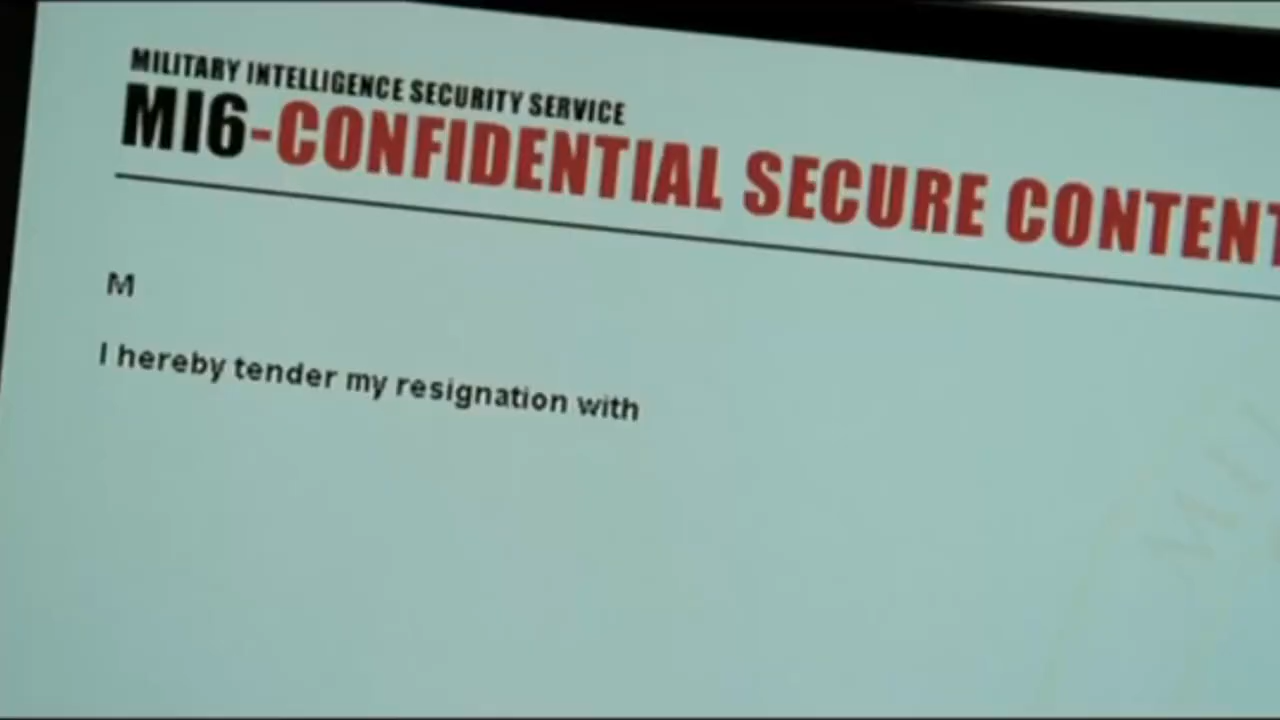 MILITARY INTELLIGENCE SECURITY SERVICE
MI6-CONFIDENTIAL SECURE CONTENT
M
I hereby tender my resignation with